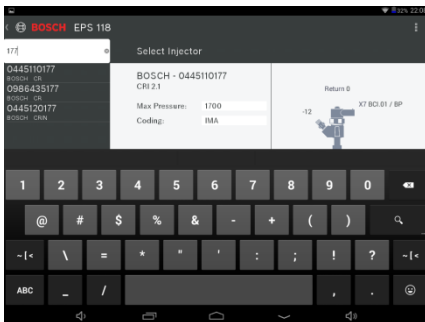 32% 22:08
BOSCH EPS 118
177
Select Injector
0445110177
BOSCH CR
0986435177
BOSCH CR
0445120177
BOSCH CRIN
BOSCH - 0445110177
CRI 2.1
Max Pressure: 1700
Coding: IMA
Return 0
-12
X7 BCI.01 / BP
1 2 3 4 5 6 7 8 9 0
@ # $ % & - + ( )
~[< \ = * " ' : ; ! ? ~[<
ABC _ / , .